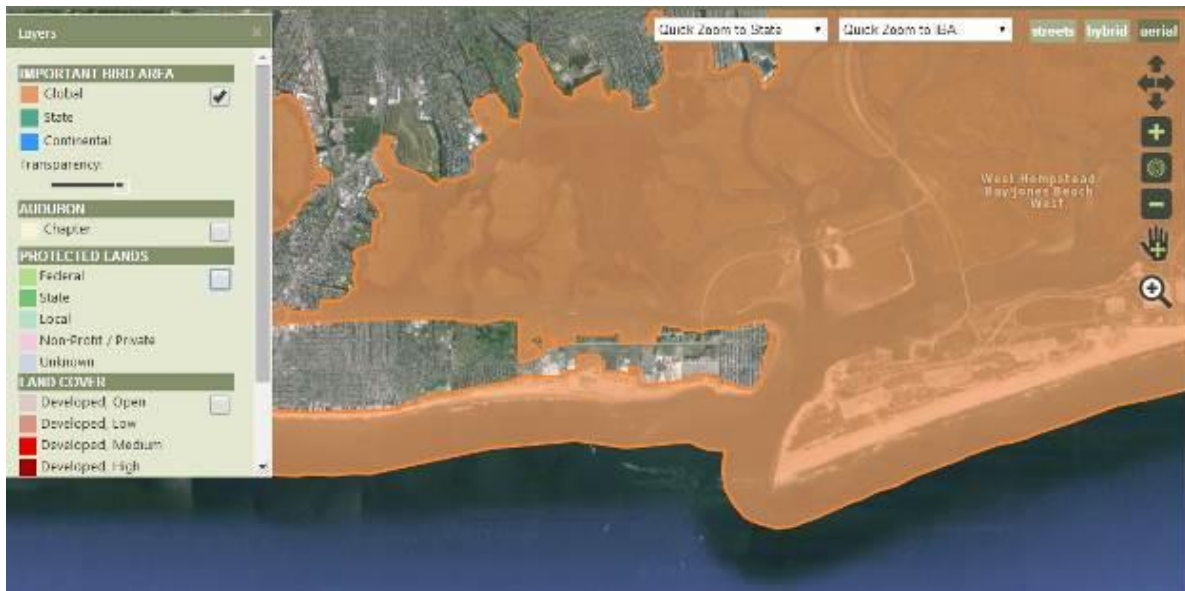 Layers
Quick Zoom to State
Quick Zoom to IBA
streets
hybrid
aerial
IMPORTANT BIRD AREA
Global
State
Continental
Transparency:
AUDUBON
Chapter
PROTECTED LANDS
Federal
State
Local
Non-Profit / Private
Unknown
LAND COVER
Developed, Open
Developed, Low
Developed, Medium
Developed, High
West Hempstead
Bay/Jones Beach
West